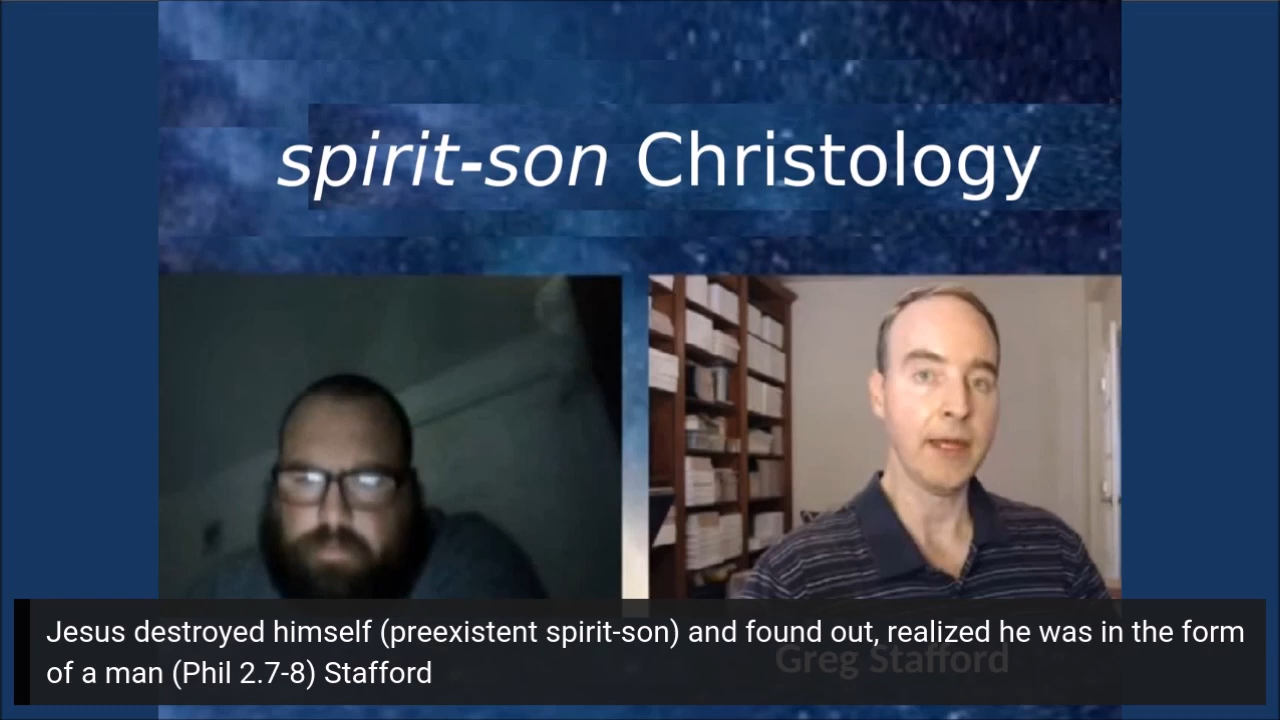 spirit-son Christology
Jesus destroyed himself (preexistent spirit-son) and found out, realized he was in the form
of a man (Phil 2.7-8) Stafford
Greg Stafford